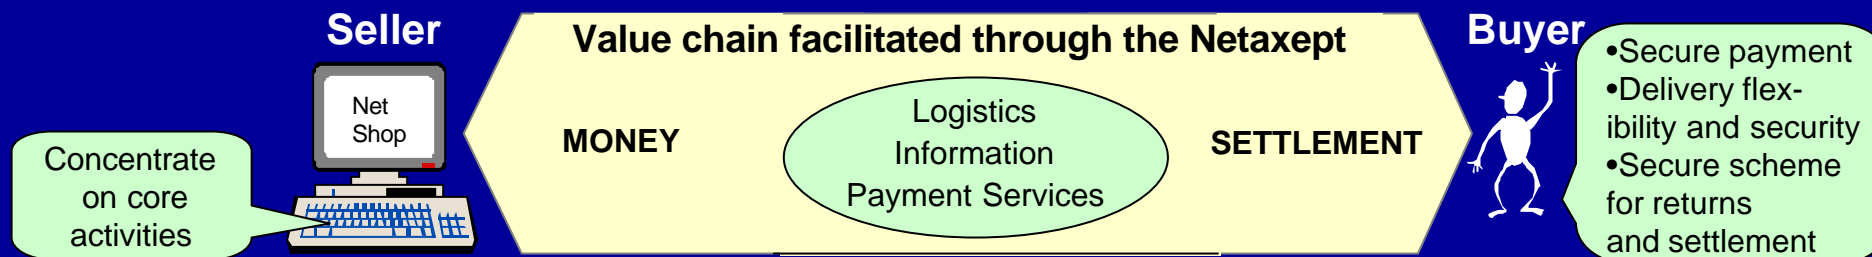 Seller
Value chain facilitated through the Netaxept
Buyer
Net
Shop
Concentrate
on core
activities
MONEY
Logistics
Information
Payment Services
SETTLEMENT
•Secure payment
•Delivery flex-
ibility and security
•Secure scheme
for returns
and settlement